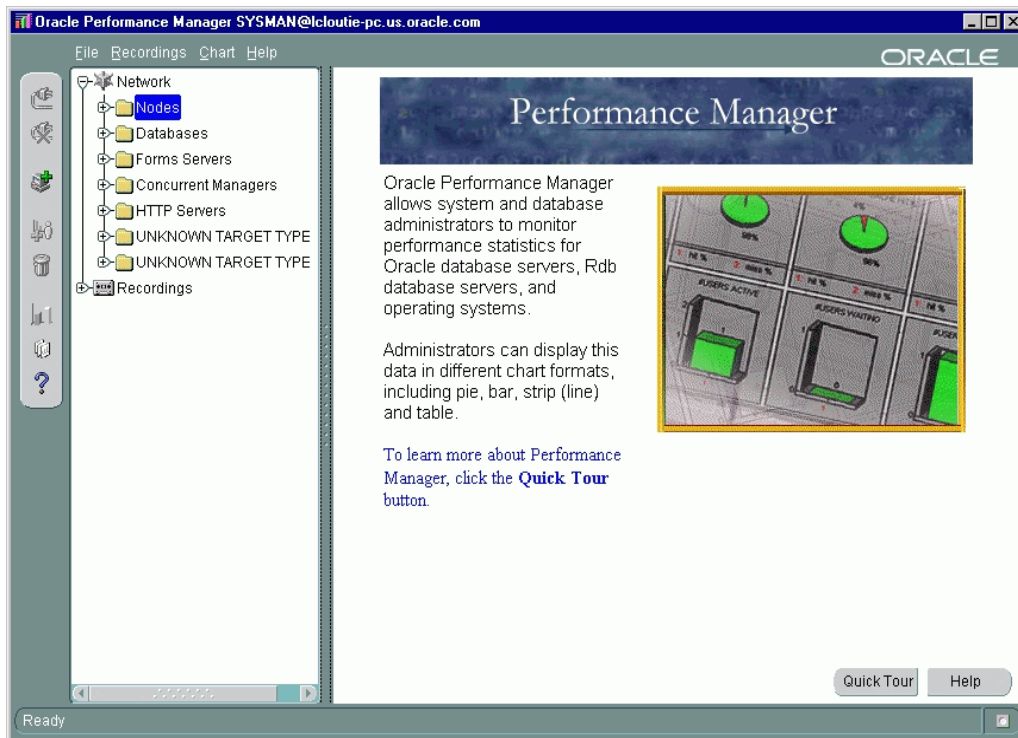 Oracle Performance Manager SYSMAN@lcloutie-pc.us.oracle.com
File Recordings Chart Help
ORACLE
Network
Nodes
Databases
Forms Servers
Concurrent Managers
HTTP Servers
UNKNOWN TARGET TYPE
UNKNOWN TARGET TYPE
Recordings
Performance Manager
Oracle Performance Manager
allows system and database
administrators to monitor
performance statistics for
Oracle database servers, Rdb
database servers, and
operating systems.
Administrators can display this
data in different chart formats,
including pie, bar, strip (line)
and table.
To learn more about Performance
Manager, click the Quick Tour
button.
#USERS ACTIVE
#USERS WAITING
Quick Tour
Help
Ready